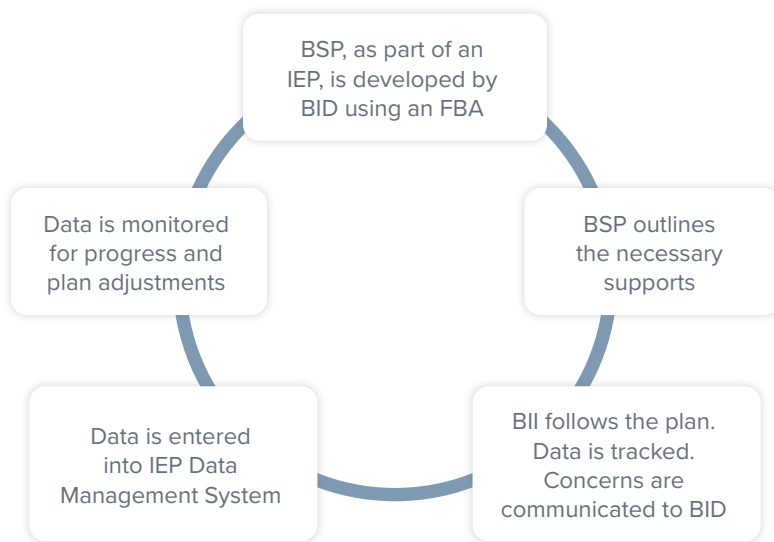 BSP, as part of an
IEP, is developed by
BID using an FBA
BSP outlines
the necessary
supports
BII follows the plan.
Data is tracked.
Concerns are
communicated to BID
Data is entered
into IEP Data
Management System
Data is monitored
for progress and
plan adjustments